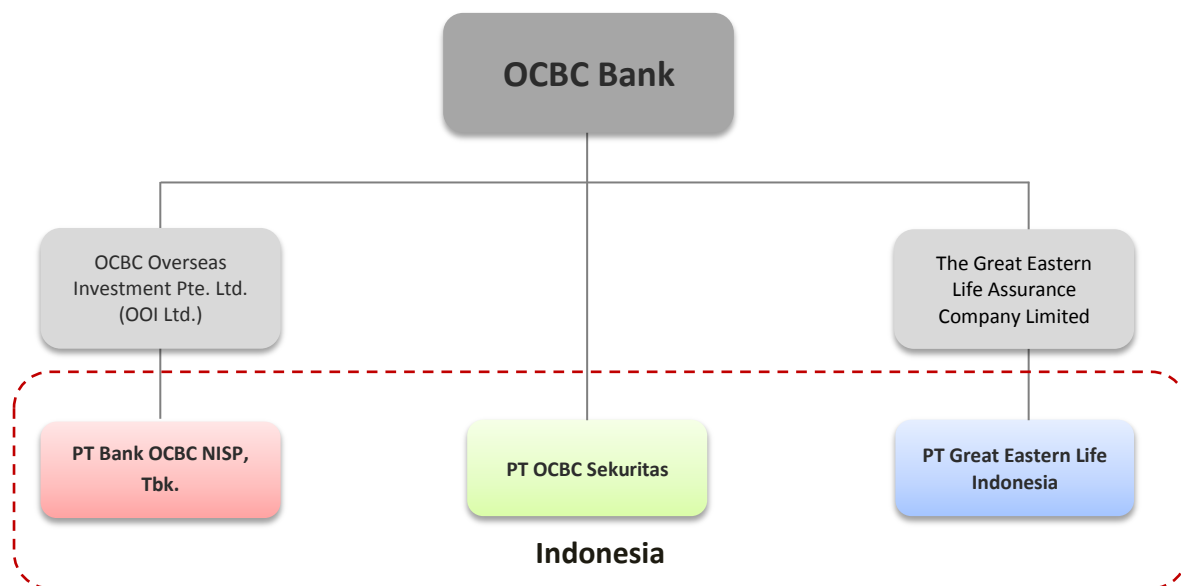 OCBC Bank
OCBC Overseas
Investment Pte. Ltd.
(OOI Ltd.)
The Great Eastern
Life Assurance
Company Limited
PT Bank OCBC NISP,
Tbk.
PT OCBC Sekuritas
PT Great Eastern Life
Indonesia
Indonesia